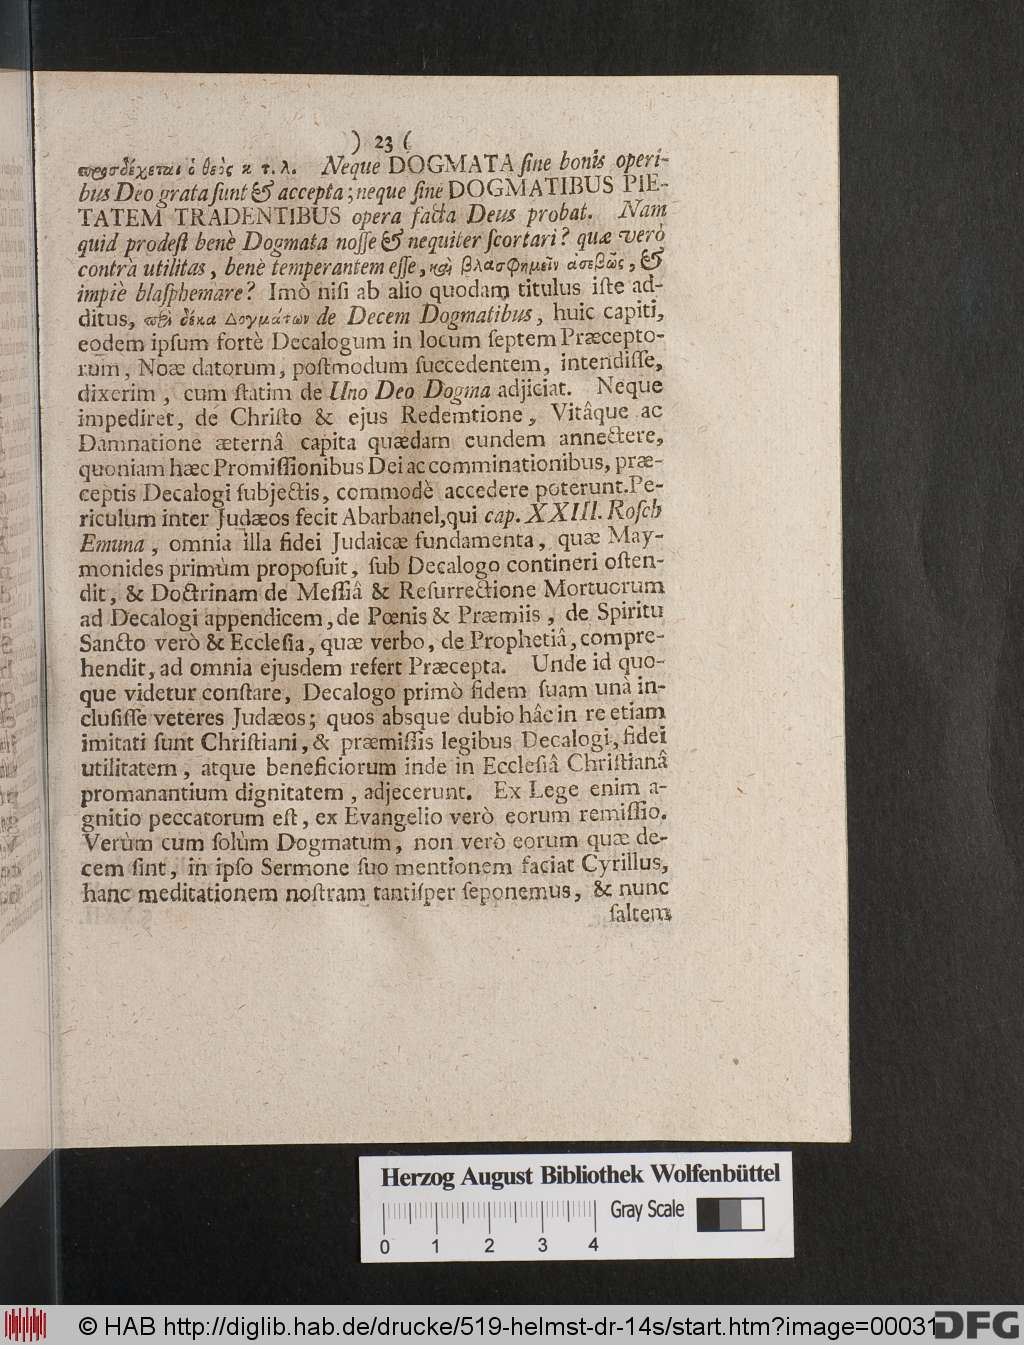 ) 23 (
προσδέχεται ὁ θεὸς κ τ. λ. Neque DOGMATA ſine bonis operi-
bus Deo grata ſunt & accepta; neque ſine DOGMATIBUS PIE-
TATEM TRADENTIBUS opera facta Deus probat. Nam
quid prodeſt benè Dogmata noſſe & nequiter ſcortari? quæ verò
contrà utilitas, benè temperantem eſſe, καὶ βλασφημεῖν ἀσεβῶς, &
impiè blaſphemare? Imò niſi ab alio quodam titulus iſte ad-
ditus, περὶ δέκα Δογμάτων de Decem Dogmatibus, huic capiti,
eodem ipſum fortè Decalogum in locum ſeptem Præcepto-
rum, Noæ datorum, poſtmodum ſuccedentem, intendiſſe,
dixerim, cum ſtatim de Uno Deo Dogma adjiciat. Neque
impediret, de Chriſto & ejus Redemtione, Vitâque ac
Damnatione æternâ capita quædam eundem annectere,
quoniam hæc Promiſſionibus Dei ac comminationibus, præ-
ceptis Decalogi ſubjectis, commodè accedere poterunt. Pe-
riculum inter Judæos fecit Abarbanel, qui cap. XXIII. Roſch
Emuna, omnia illa fidei Judaicæ fundamenta, quæ May-
monides primùm propoſuit, ſub Decalogo contineri oſten-
dit, & Doctrinam de Meſſiâ & Reſurrectione Mortuorum
ad Decalogi appendicem, de Pœnis & Præmiis, de Spiritu
Sancto verò & Eccleſia, quæ verbo, de Prophetiâ, compre-
hendit, ad omnia ejusdem refert Præcepta. Unde id quo-
que videtur conſtare, Decalogo primò fidem ſuam unà in-
cluſiſſe veteres Judæos; quos absque dubio hâc in re etiam
imitati ſunt Chriſtiani, & præmiſſis legibus Decalogi, fidei
utilitatem, atque beneficiorum inde in Eccleſiâ Chriſtianâ
promanantium dignitatem, adjecerunt. Ex Lege enim a-
gnitio peccatorum eſt, ex Evangelio verò eorum remiſſio.
Verùm cum ſolùm Dogmatum, non verò eorum quæ de-
cem ſint, in ipſo Sermone ſuo mentionem faciat Cyrillus,
hanc meditationem noſtram tantiſper ſeponemus, & nunc
ſaltem
Herzog August Bibliothek Wolfenbüttel
Gray Scale
0 1 2 3 4
© HAB http://diglib.hab.de/drucke/519-helmst-dr-14s/start.htm?image=00031
DFG